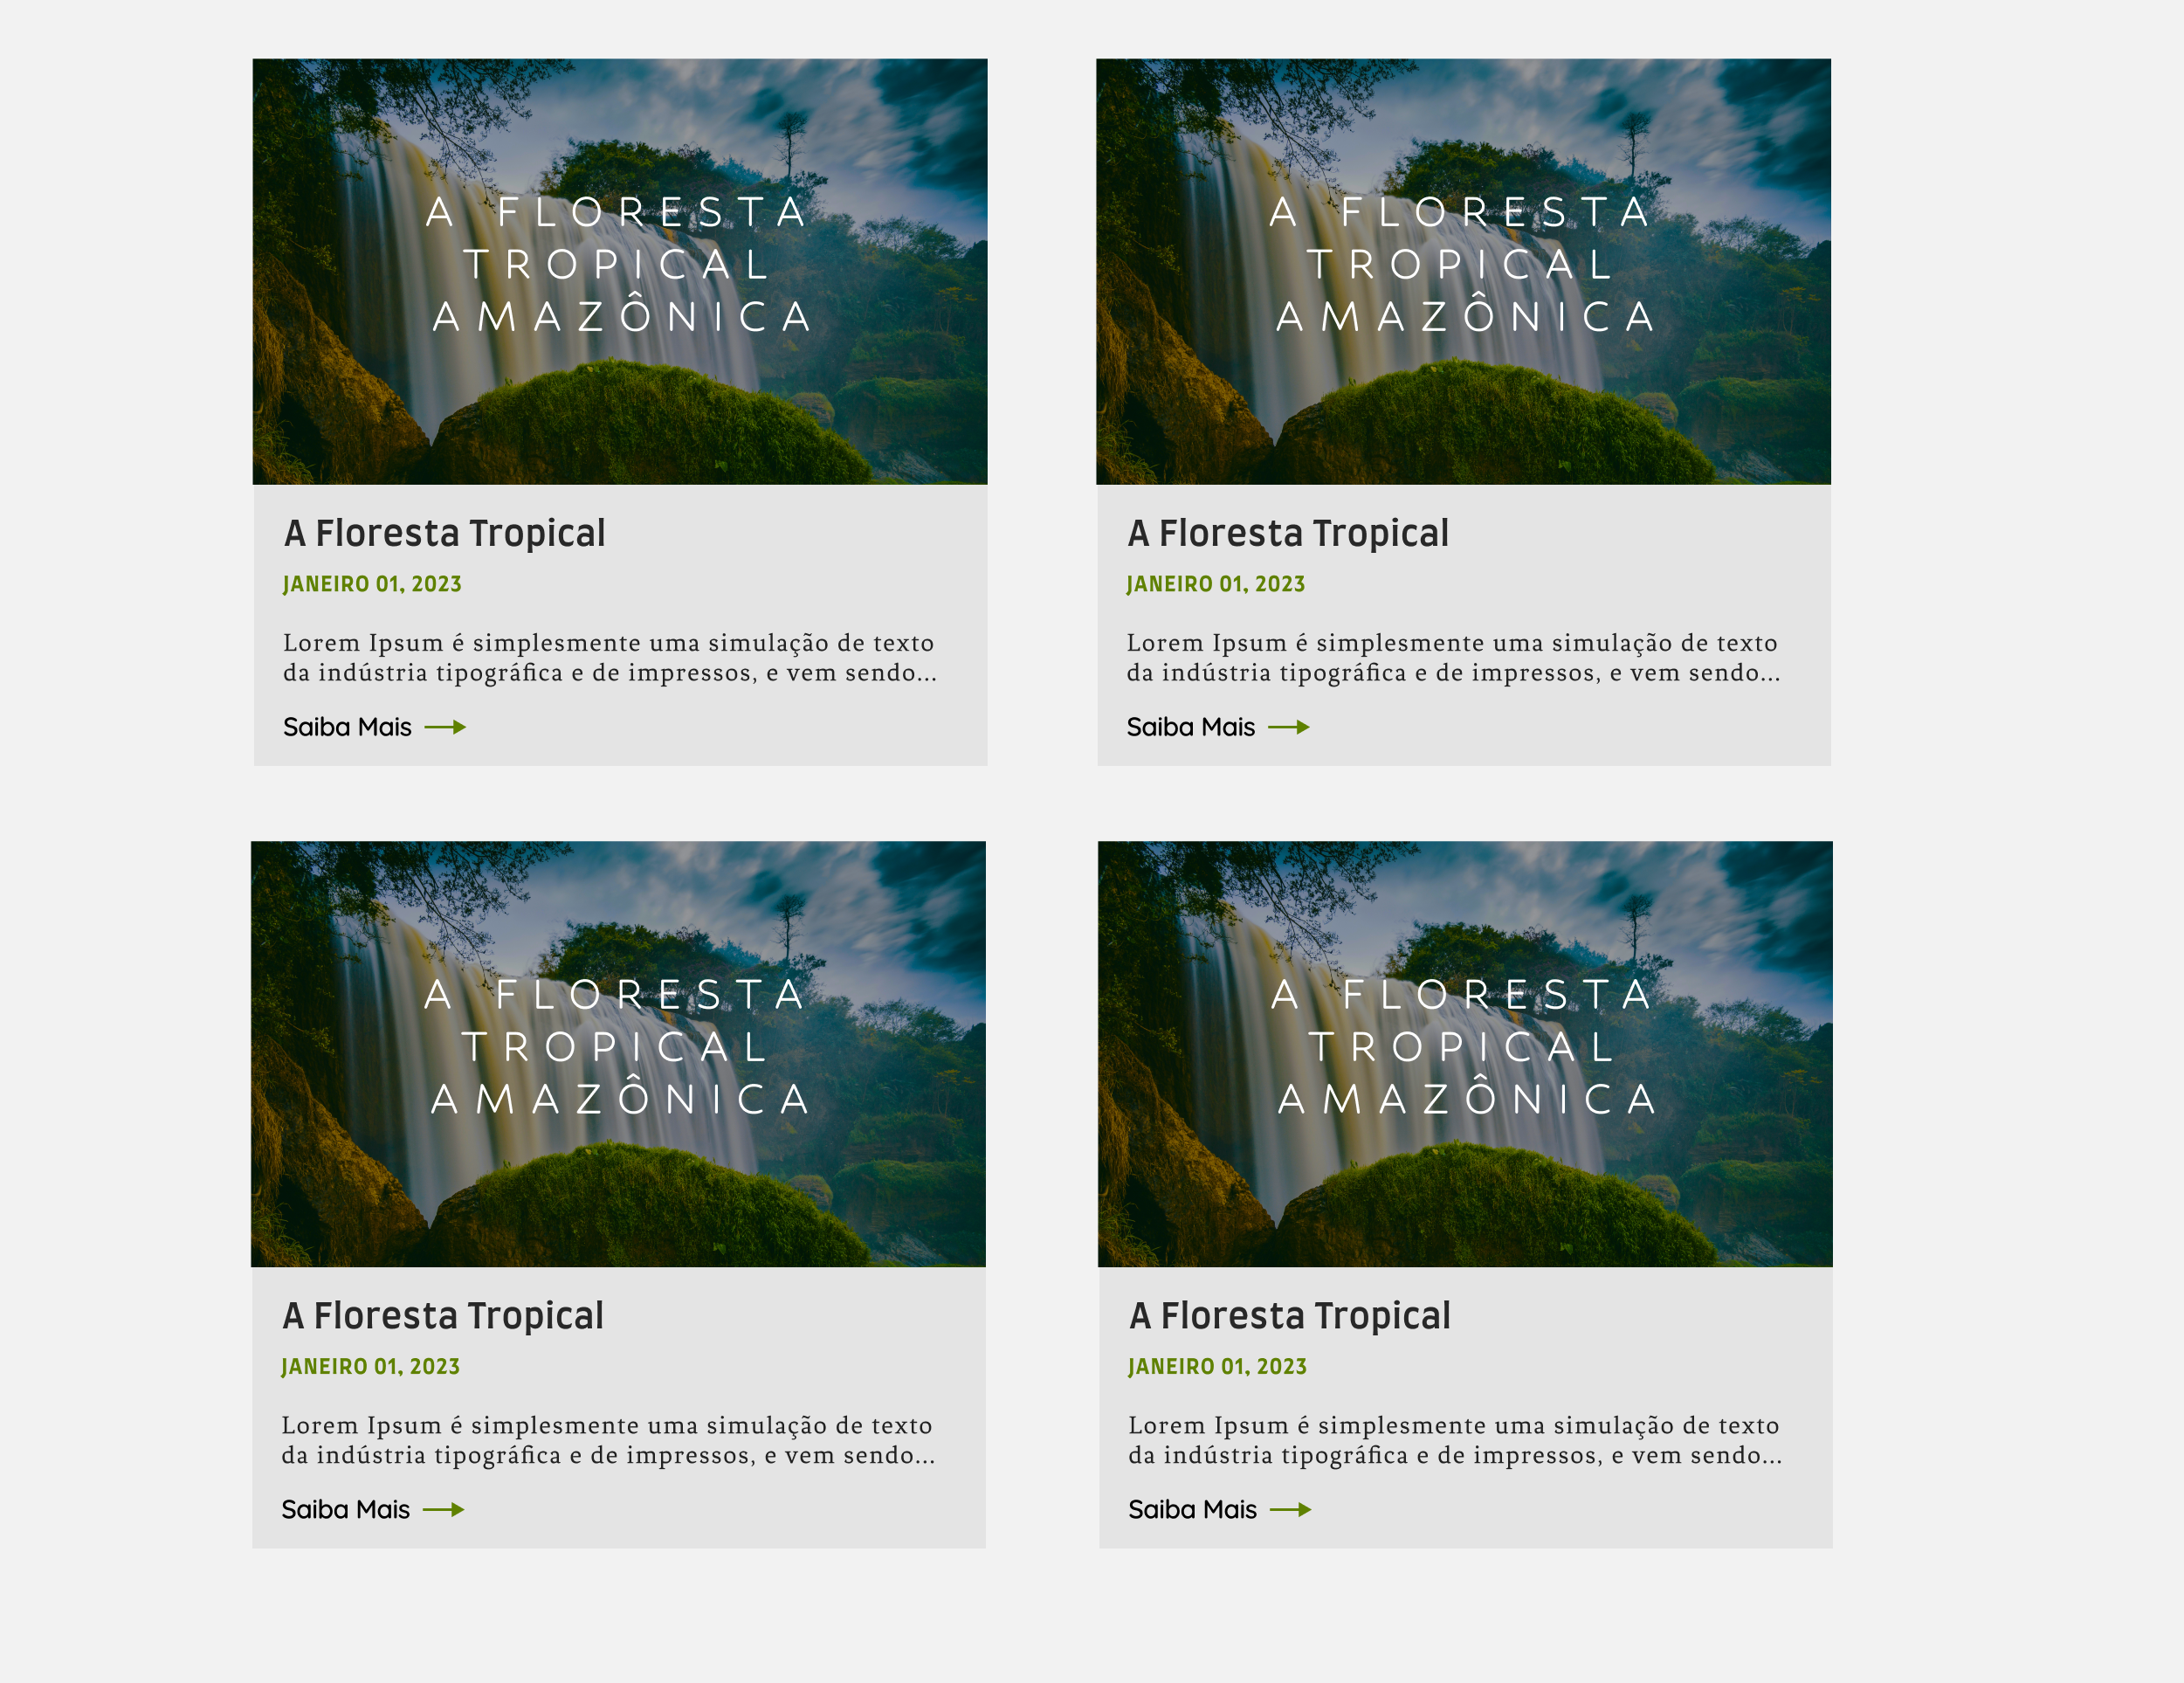 A FLORESTA
TROPICAL
AMAZÔNICA
A Floresta Tropical
JANEIRO 01, 2023
Lorem Ipsum é simplesmente uma simulação de texto
da indústria tipográfica e de impressos, e vem sendo...
Saiba Mais
A FLORESTA
TROPICAL
AMAZÔNICA
A Floresta Tropical
JANEIRO 01, 2023
Lorem Ipsum é simplesmente uma simulação de texto
da indústria tipográfica e de impressos, e vem sendo...
Saiba Mais
A FLORESTA
TROPICAL
AMAZÔNICA
A Floresta Tropical
JANEIRO 01, 2023
Lorem Ipsum é simplesmente uma simulação de texto
da indústria tipográfica e de impressos, e vem sendo...
Saiba Mais
A FLORESTA
TROPICAL
AMAZÔNICA
A Floresta Tropical
JANEIRO 01, 2023
Lorem Ipsum é simplesmente uma simulação de texto
da indústria tipográfica e de impressos, e vem sendo...
Saiba Mais